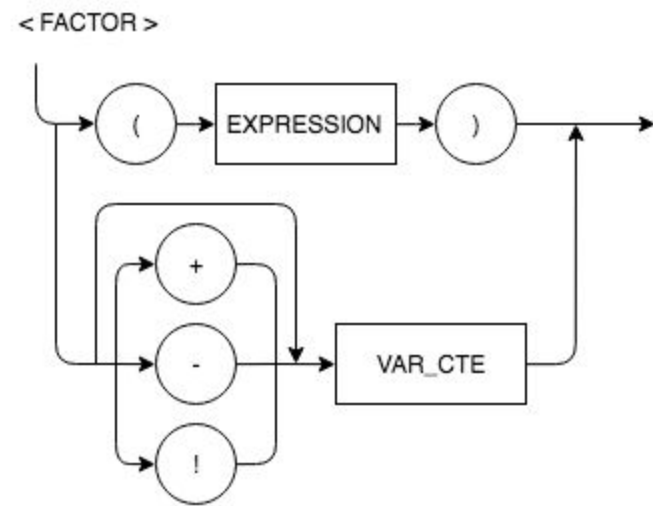 < FACTOR >
( EXPRESSION )
+
- VAR_CTE
!